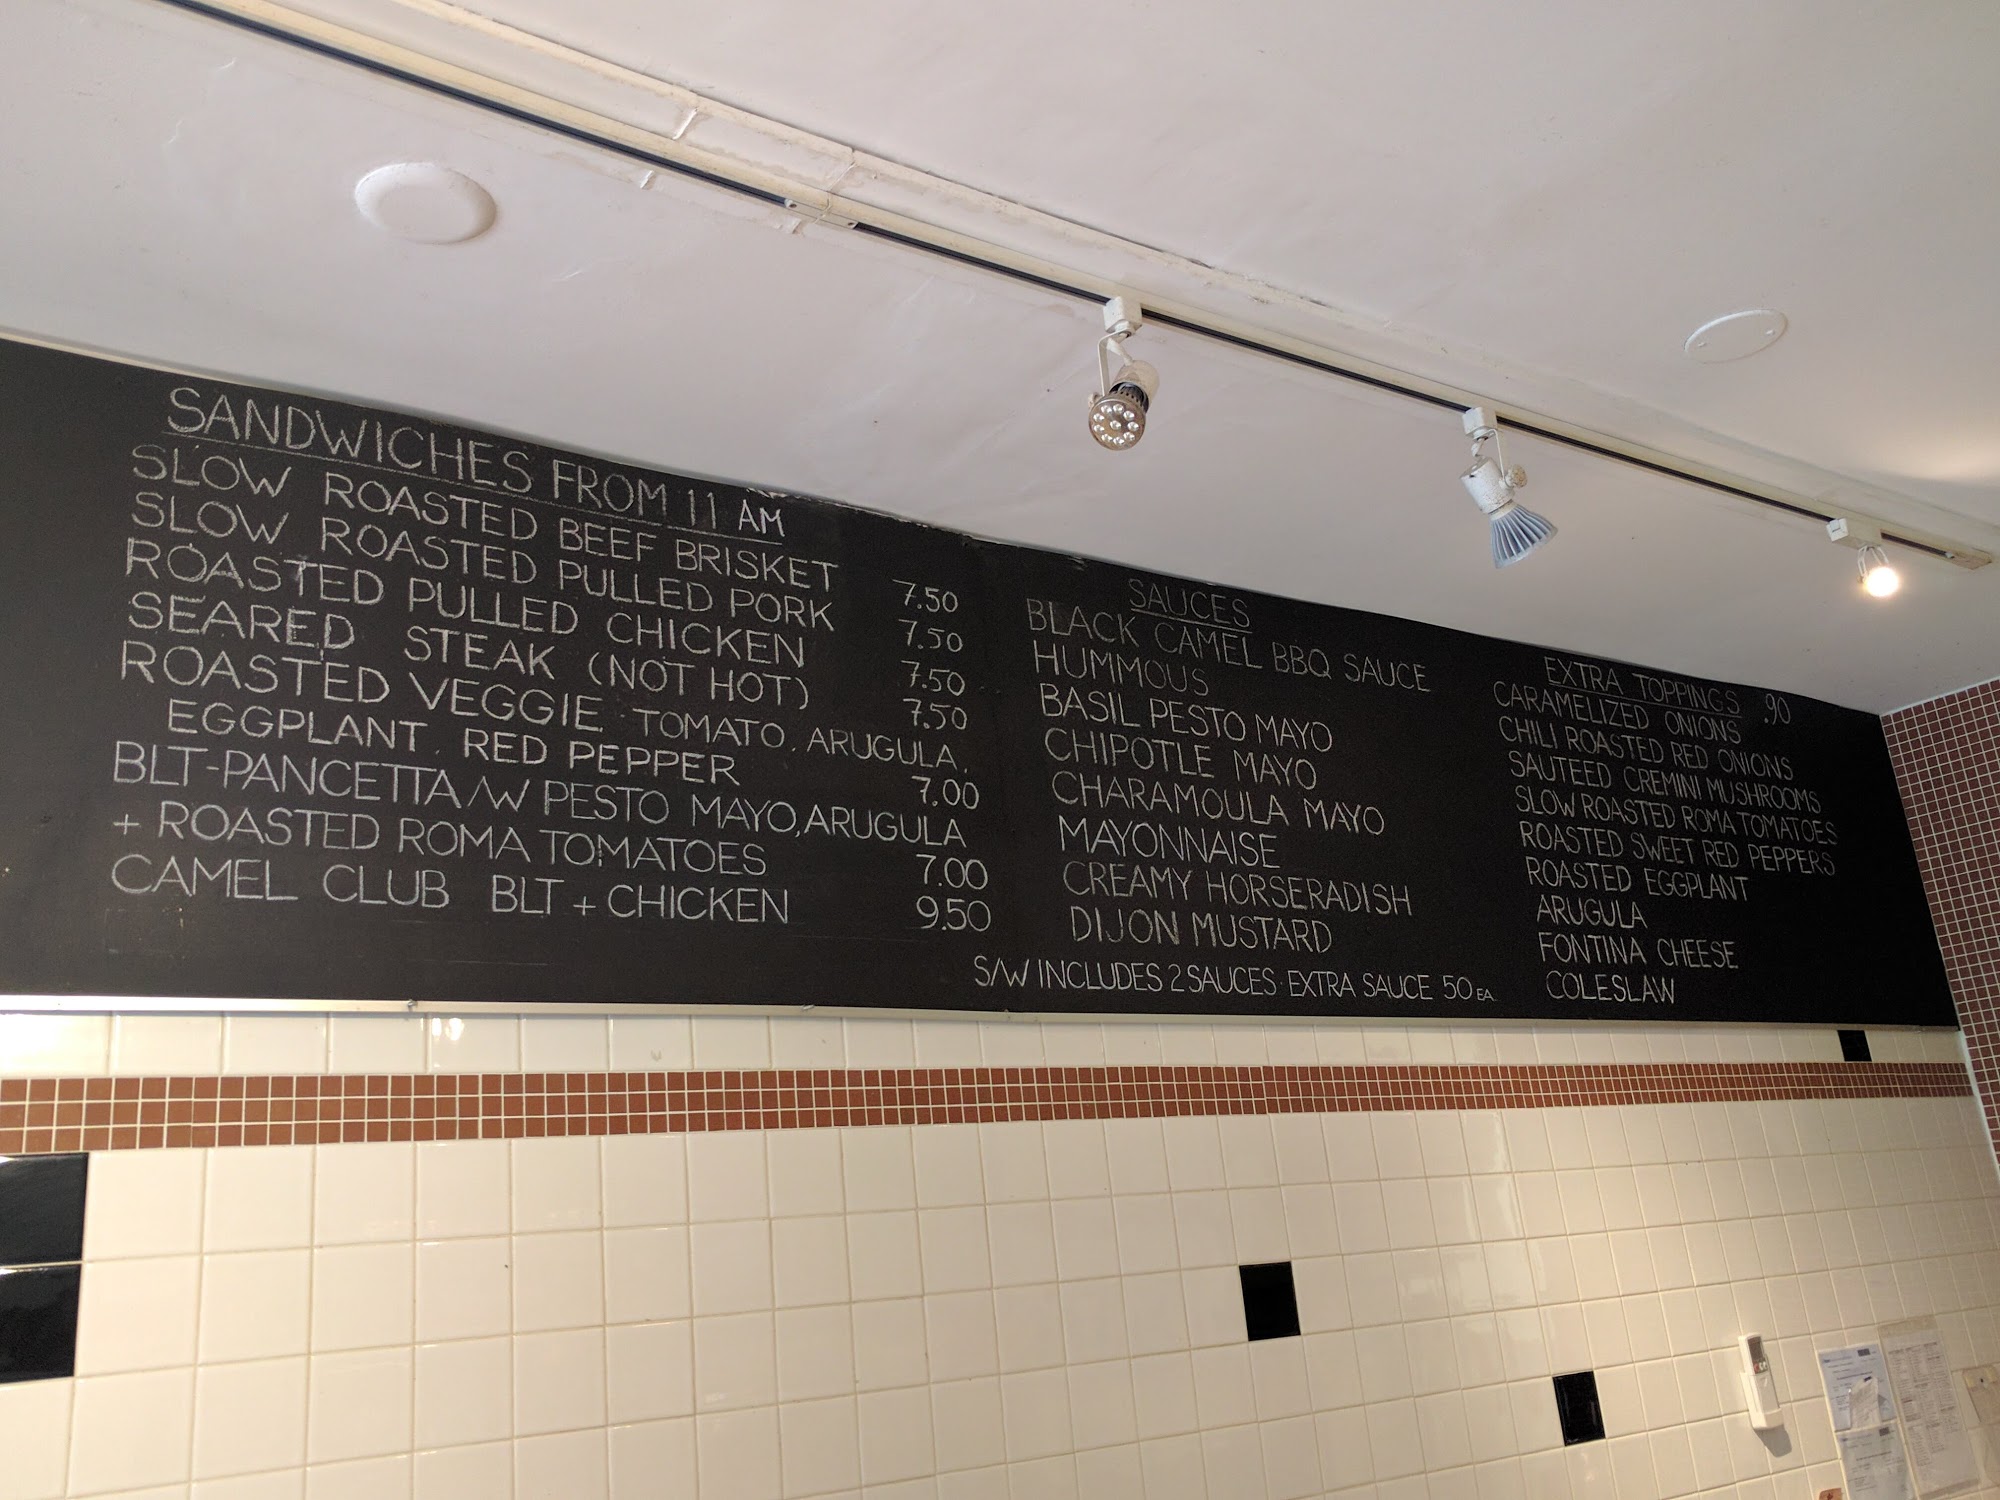 SANDWICHES FROM 11 AM
SLOW ROASTED BEEF BRISKET 7.50
SLOW ROASTED PULLED PORK 7.50
ROASTED PULLED CHICKEN 7.50
SEARED STEAK (NOT HOT) 7.50
ROASTED VEGGIE. TOMATO, ARUGULA,
EGGPLANT, RED PEPPER 7.00
BLT-PANCETTA/W PESTO MAYO, ARUGULA
+ ROASTED ROMA TOMATOES 7.00
CAMEL CLUB BLT + CHICKEN 9.50
SAUCES
BLACK CAMEL BBQ SAUCE
HUMMOUS
BASIL PESTO MAYO
CHIPOTLE MAYO
CHARAMOULA MAYO
MAYONNAISE
CREAMY HORSERADISH
DIJON MUSTARD
S/W INCLUDES 2 SAUCES · EXTRA SAUCE 50 EA.
EXTRA TOPPINGS .90
CARAMELIZED ONIONS
CHILI ROASTED RED ONIONS
SAUTEED CREMINI MUSHROOMS
SLOW ROASTED ROMA TOMATOES
ROASTED SWEET RED PEPPERS
ROASTED EGGPLANT
ARUGULA
FONTINA CHEESE
COLESLAW